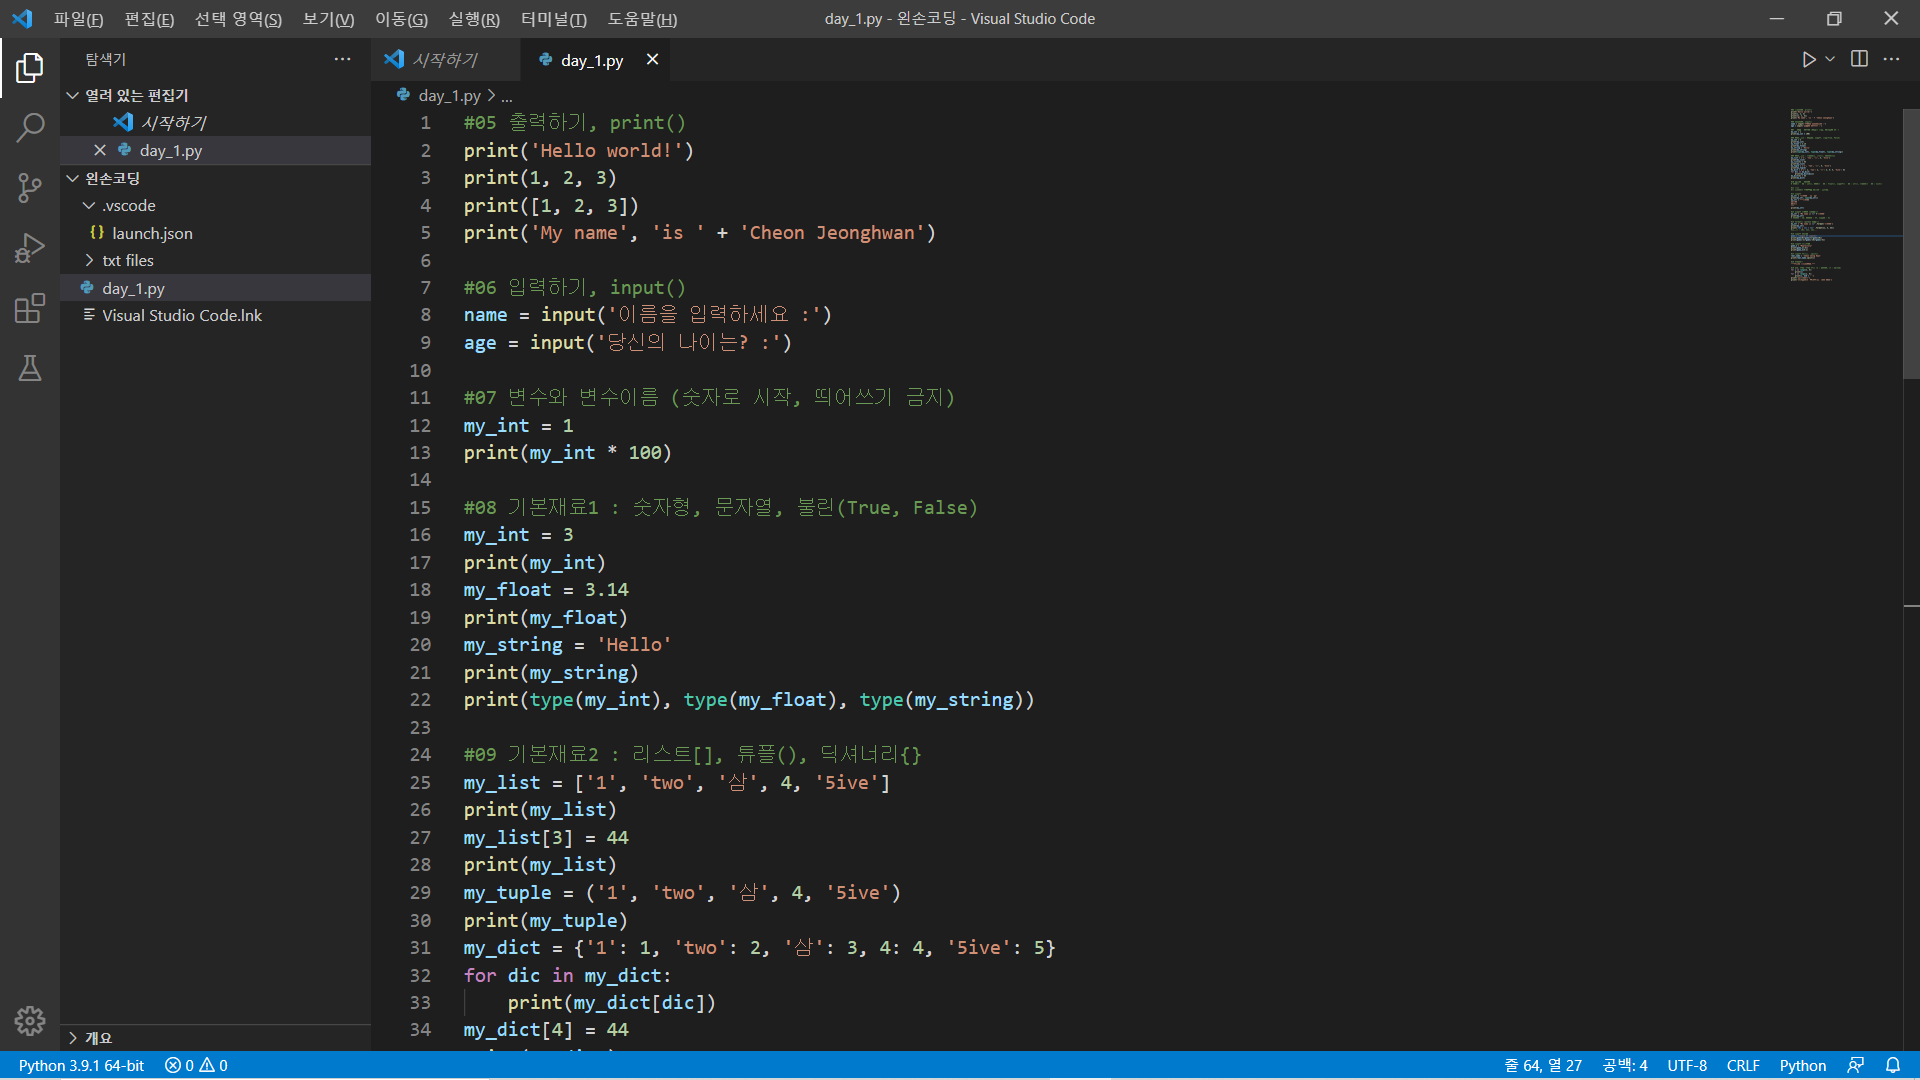 파일(F) 편집(E) 선택 영역(S) 보기(V) 이동(G) 실행(R) 터미널(T) 도움말(H)
day_1.py - 왼손코딩 - Visual Studio Code
탐색기
열려 있는 편집기
시작하기
day_1.py
왼손코딩
.vscode
launch.json
txt files
day_1.py
Visual Studio Code.lnk
개요
시작하기
day_1.py
day_1.py > ...
1 #05 출력하기, print()
2 print('Hello world!')
3 print(1, 2, 3)
4 print([1, 2, 3])
5 print('My name', 'is ' + 'Cheon Jeonghwan')
6
7 #06 입력하기, input()
8 name = input('이름을 입력하세요 :')
9 age = input('당신의 나이는? :')
10
11 #07 변수와 변수이름 (숫자로 시작, 띄어쓰기 금지)
12 my_int = 1
13 print(my_int * 100)
14
15 #08 기본재료1 : 숫자형, 문자열, 불린(True, False)
16 my_int = 3
17 print(my_int)
18 my_float = 3.14
19 print(my_float)
20 my_string = 'Hello'
21 print(my_string)
22 print(type(my_int), type(my_float), type(my_string))
23
24 #09 기본재료2 : 리스트[], 튜플(), 딕셔너리{}
25 my_list = ['1', 'two', '삼', 4, '5ive']
26 print(my_list)
27 my_list[3] = 44
28 print(my_list)
29 my_tuple = ('1', 'two', '삼', 4, '5ive')
30 print(my_tuple)
31 my_dict = {'1': 1, 'two': 2, '삼': 3, 4: 4, '5ive': 5}
32 for dic in my_dict:
33     print(my_dict[dic])
34 my_dict[4] = 44
Python 3.9.1 64-bit 0 0
줄 64, 열 27 공백: 4 UTF-8 CRLF Python